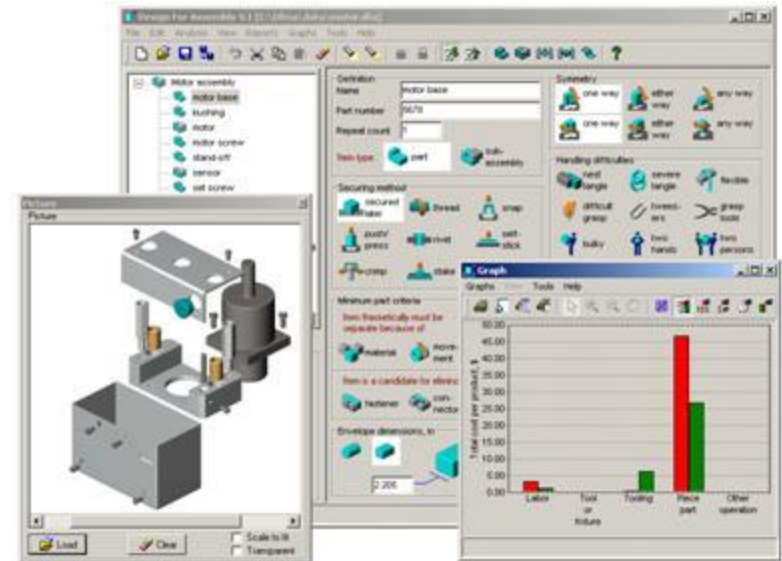 Design For Assembly 9.1
File Edit Analysis View Reports Graphs Tools Help
Motor assembly
motor base
bushing
motor
motor screw
stand-off
sensor
set screw
Definition
Name
motor base
Part number
Repeat count
1
Item type:
part
sub-
assembly
Securing method
secured
later
thread
snap
push/
press
rivet
self-
stick
crimp
stake
Minimum part criteria
Item theoretically must be
separate because of
material
move-
ment
Item is a candidate for
fastener
con-
nector
Envelope dimensions, in
2.205
Symmetry
one way
either
way
any way
one way
either
way
any way
Handling difficulties
nest
tangle
severe
tangle
flexible
difficult
grasp
tweez-
ers
grasp
tools
bulky
two
hands
two
persons
Picture
Picture
Load
Clear
Scale to fit
Transparent
Graph
Graphs View Tools Help
Total cost per product, $
50.00
45.00
40.00
35.00
30.00
25.00
20.00
15.00
10.00
5.00
0.00
Labor
Tool
or
fixture
Tooling
Piece
part
Other
operation